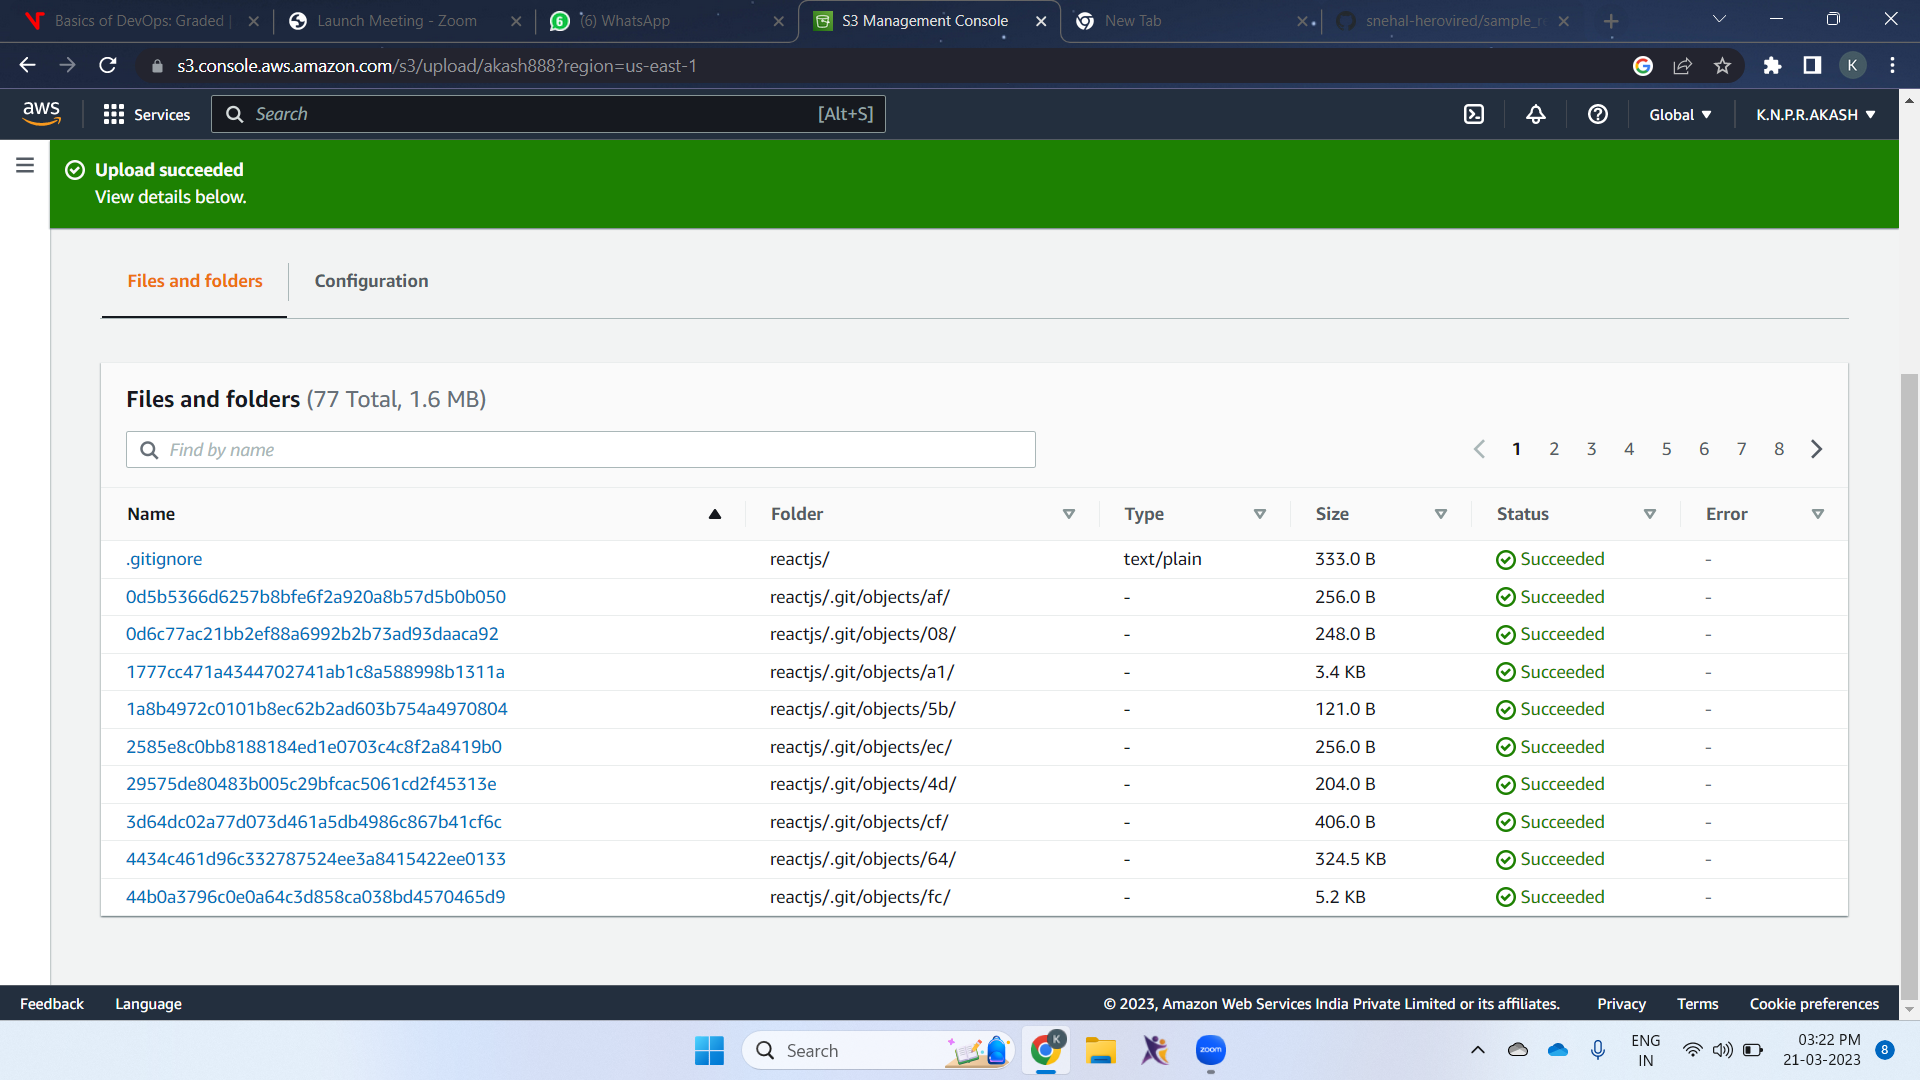 Basics of DevOps: Graded
Launch Meeting - Zoom
(6) WhatsApp
S3 Management Console
New Tab
snehal-herovired/sample_re
s3.console.aws.amazon.com/s3/upload/akash888?region=us-east-1
K
aws
Services
Search
[Alt+S]
Global
K.N.P.R.AKASH
Upload succeeded
View details below.
Files and folders
Configuration
Files and folders (77 Total, 1.6 MB)
Find by name
1 2 3 4 5 6 7 8
Name Folder Type Size Status Error
.gitignore reactjs/ text/plain 333.0 B Succeeded -
0d5b5366d6257b8bfe6f2a920a8b57d5b0b050 reactjs/.git/objects/af/ - 256.0 B Succeeded -
0d6c77ac21bb2ef88a6992b2b73ad93daaca92 reactjs/.git/objects/08/ - 248.0 B Succeeded -
1777cc471a4344702741ab1c8a588998b1311a reactjs/.git/objects/a1/ - 3.4 KB Succeeded -
1a8b4972c0101b8ec62b2ad603b754a4970804 reactjs/.git/objects/5b/ - 121.0 B Succeeded -
2585e8c0bb8188184ed1e0703c4c8f2a8419b0 reactjs/.git/objects/ec/ - 256.0 B Succeeded -
29575de80483b005c29bfcac5061cd2f45313e reactjs/.git/objects/4d/ - 204.0 B Succeeded -
3d64dc02a77d073d461a5db4986c867b41cf6c reactjs/.git/objects/cf/ - 406.0 B Succeeded -
4434c461d96c332787524ee3a8415422ee0133 reactjs/.git/objects/64/ - 324.5 KB Succeeded -
44b0a3796c0e0a64c3d858ca038bd4570465d9 reactjs/.git/objects/fc/ - 5.2 KB Succeeded -
Feedback
Language
© 2023, Amazon Web Services India Private Limited or its affiliates.
Privacy
Terms
Cookie preferences
Search
K
zoom
ENG
IN
03:22 PM
21-03-2023
8